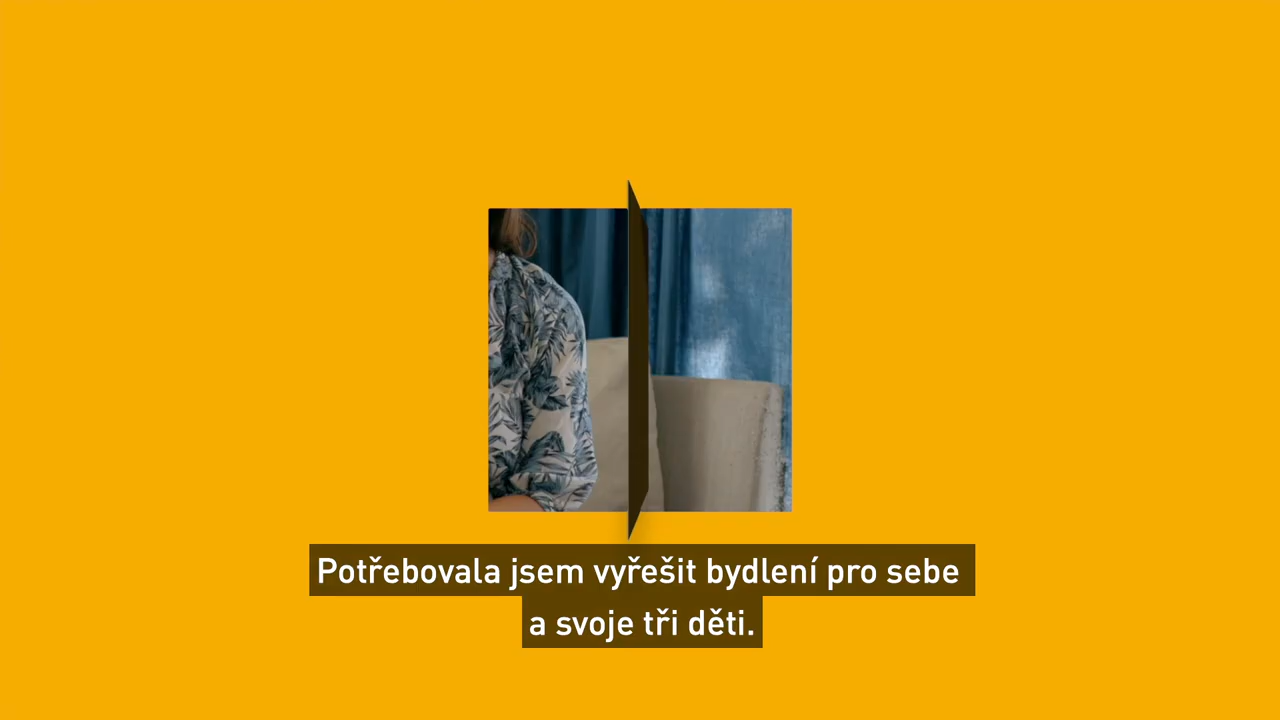 Potřebovala jsem vyřešit bydlení pro sebe
a svoje tři děti.